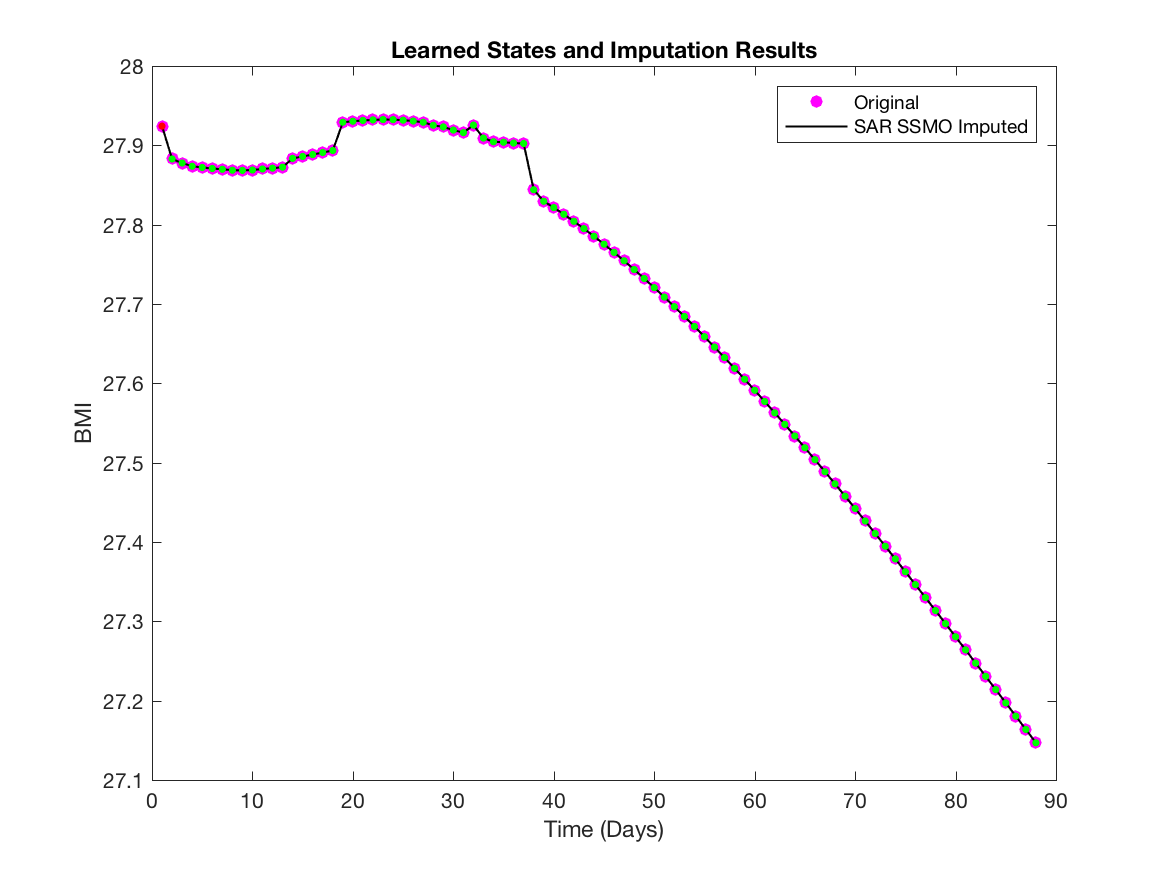 Learned States and Imputation Results
28
27.9
27.8
27.7
27.6
27.5
27.4
27.3
27.2
27.1
BMI
Original
SAR SSMO Imputed
0 10 20 30 40 50 60 70 80 90
Time (Days)